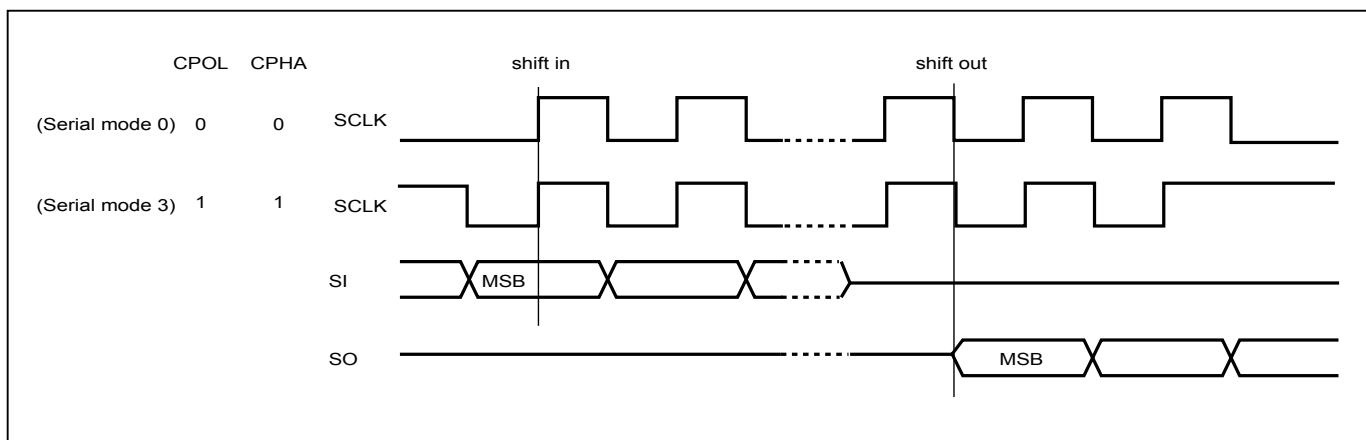 CPOL CPHA shift in shift out
(Serial mode 0) 0 0 SCLK
(Serial mode 3) 1 1 SCLK
SI MSB
SO MSB